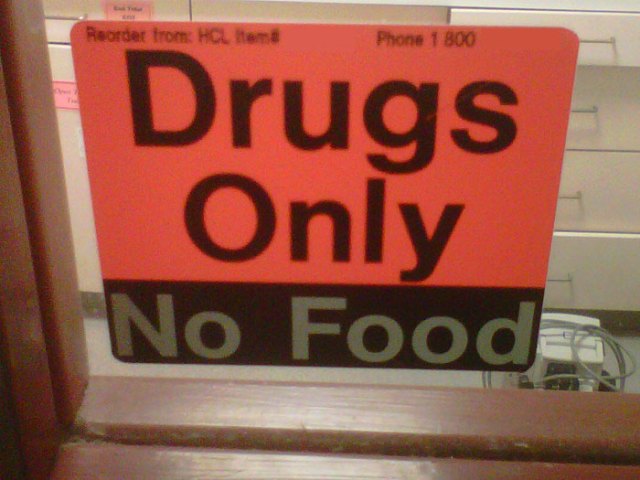 Reorder from: HCL Item# Phone 1 800
Drugs
Only
No Food